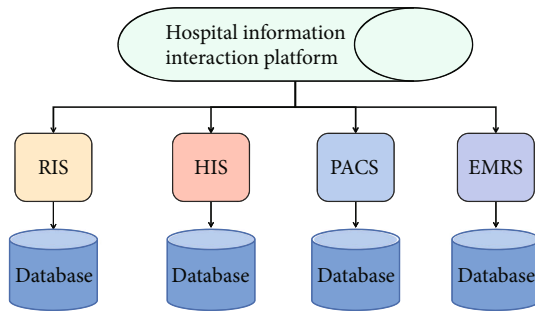 Hospital information
interaction platform
RIS
HIS
PACS
EMRS
Database
Database
Database
Database